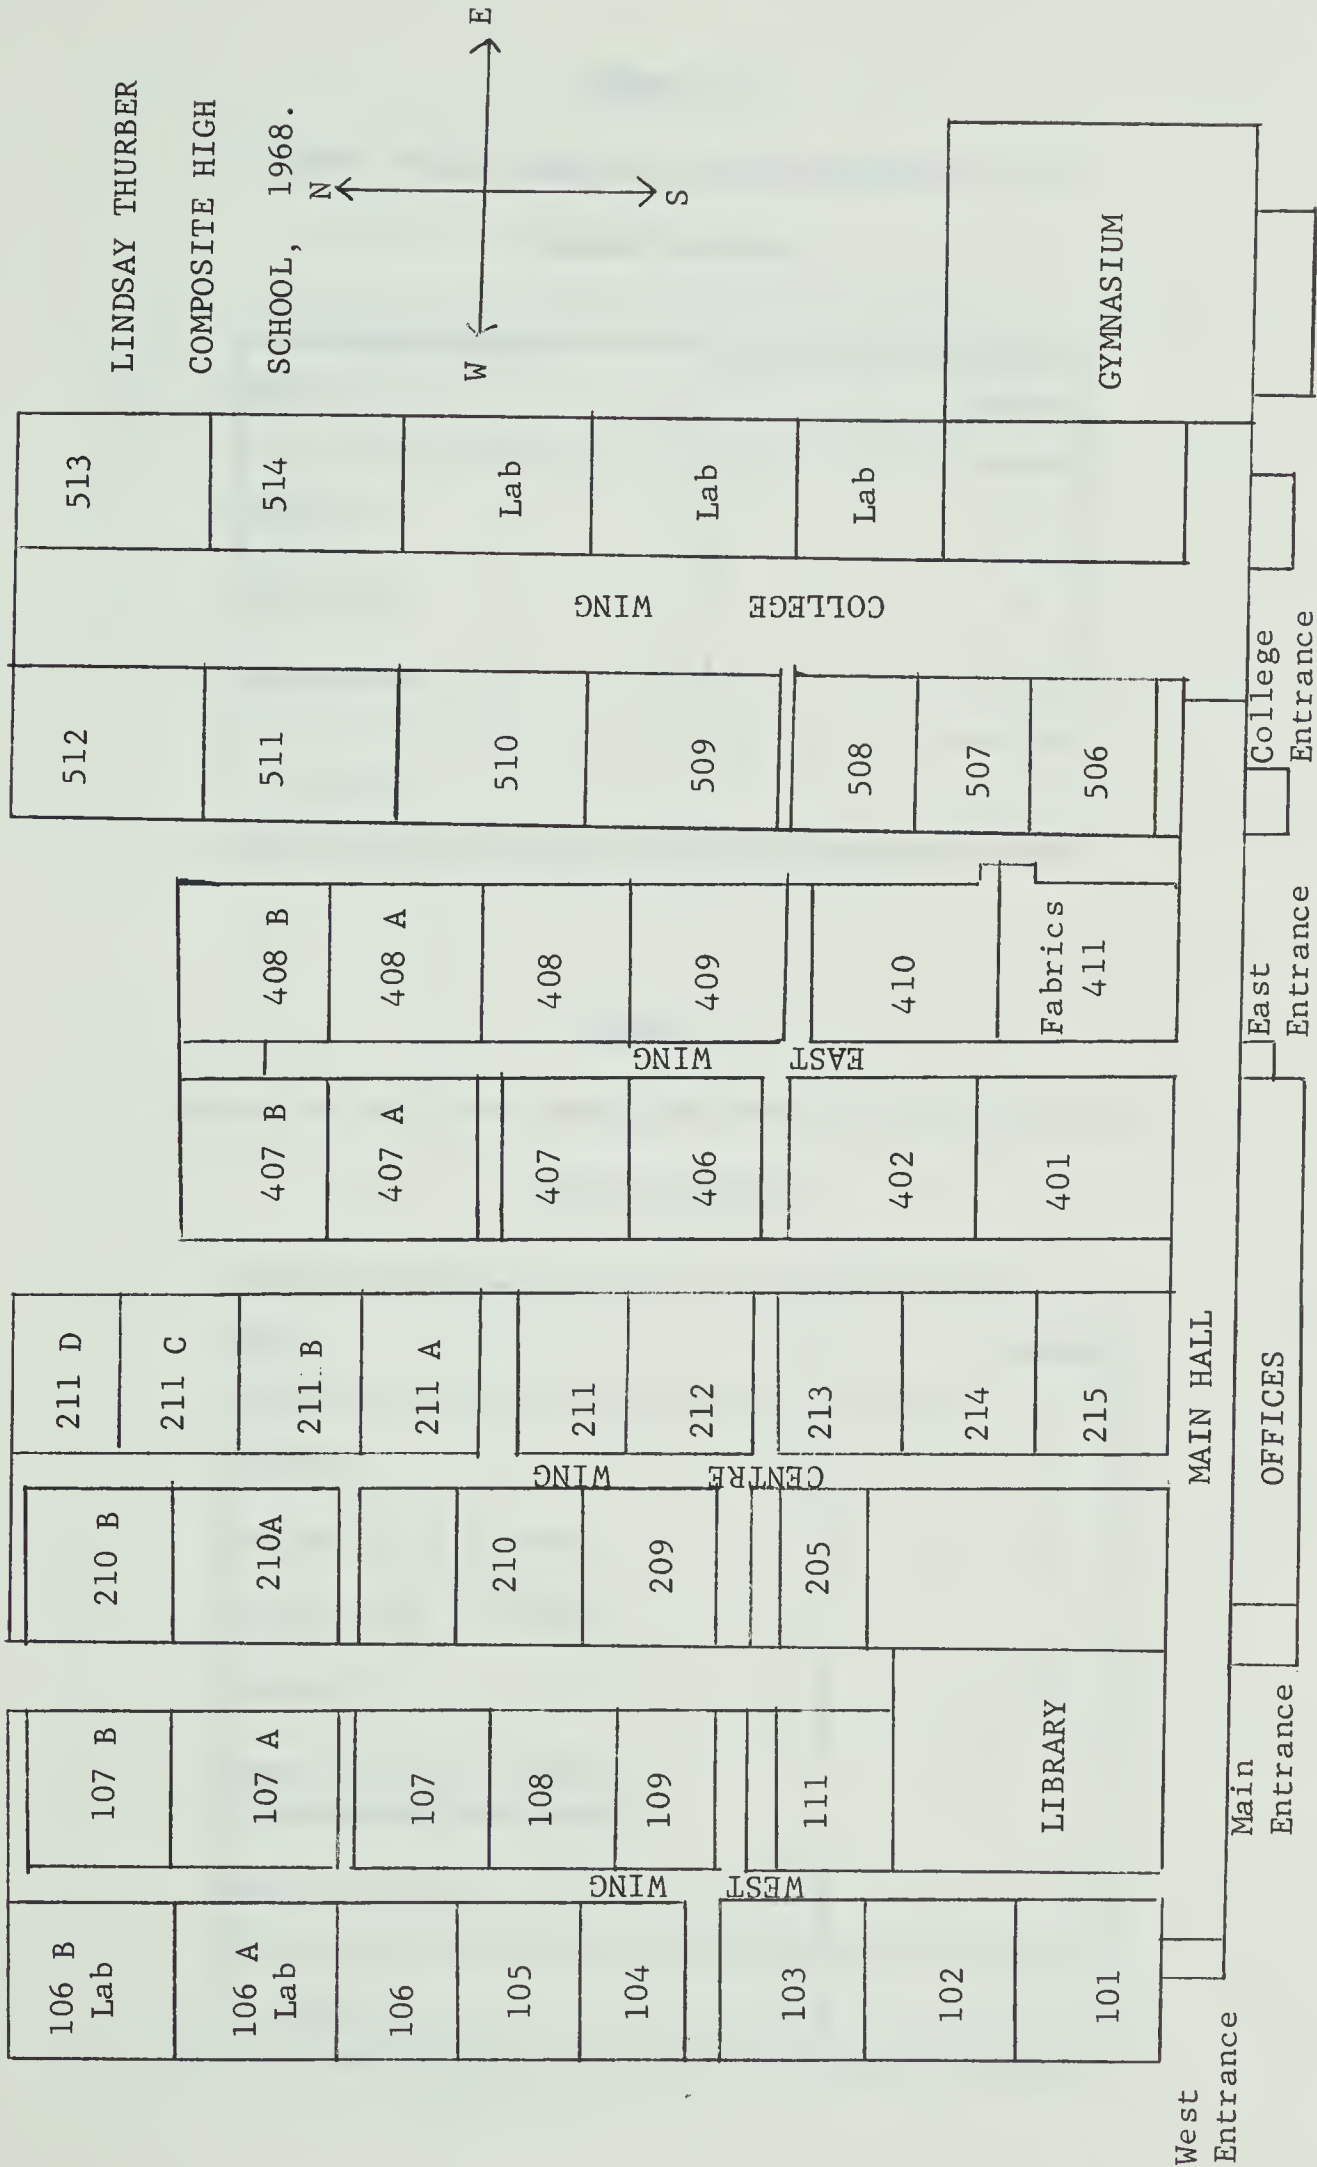 LINDSAY THURBER
COMPOSITE HIGH
SCHOOL, 1968.
N
W
E
S
106 B
Lab
106 A
Lab
106
105
104
103
102
101
WEST WING
107 B
107 A
107
108
109
111
LIBRARY
210 B
210A
210
209
205
CENTRE WING
211 D
211 C
211 B
211 A
211
212
213
214
215
407 B
407 A
407
406
402
401
EAST WING
408 B
408 A
408
409
410
Fabrics
411
512
511
510
509
508
507
506
COLLEGE WING
513
514
Lab
Lab
Lab
GYMNASIUM
MAIN HALL
OFFICES
West
Entrance
Main
Entrance
East
Entrance
College
Entrance